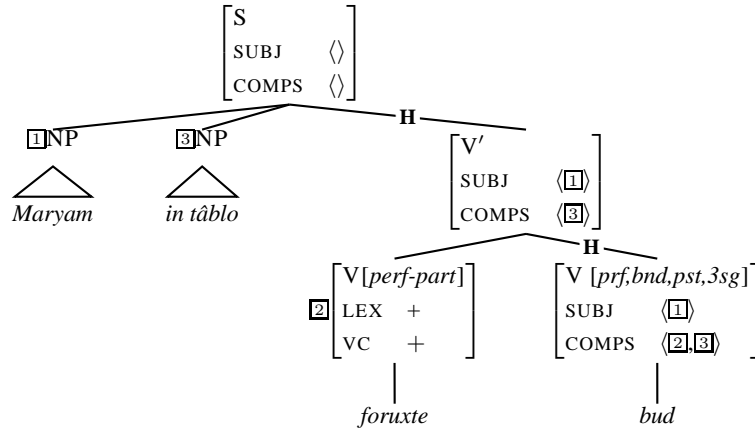 S
SUBJ ⟨⟩
COMPS ⟨⟩
H
1 NP 3 NP
V′
SUBJ ⟨1⟩
COMPS ⟨3⟩
Maryam in tâblo
H
V[perf-part] V [prf,bnd,pst,3sg]
2 LEX + SUBJ ⟨1⟩
VC + COMPS ⟨2,3⟩
foruxte bud